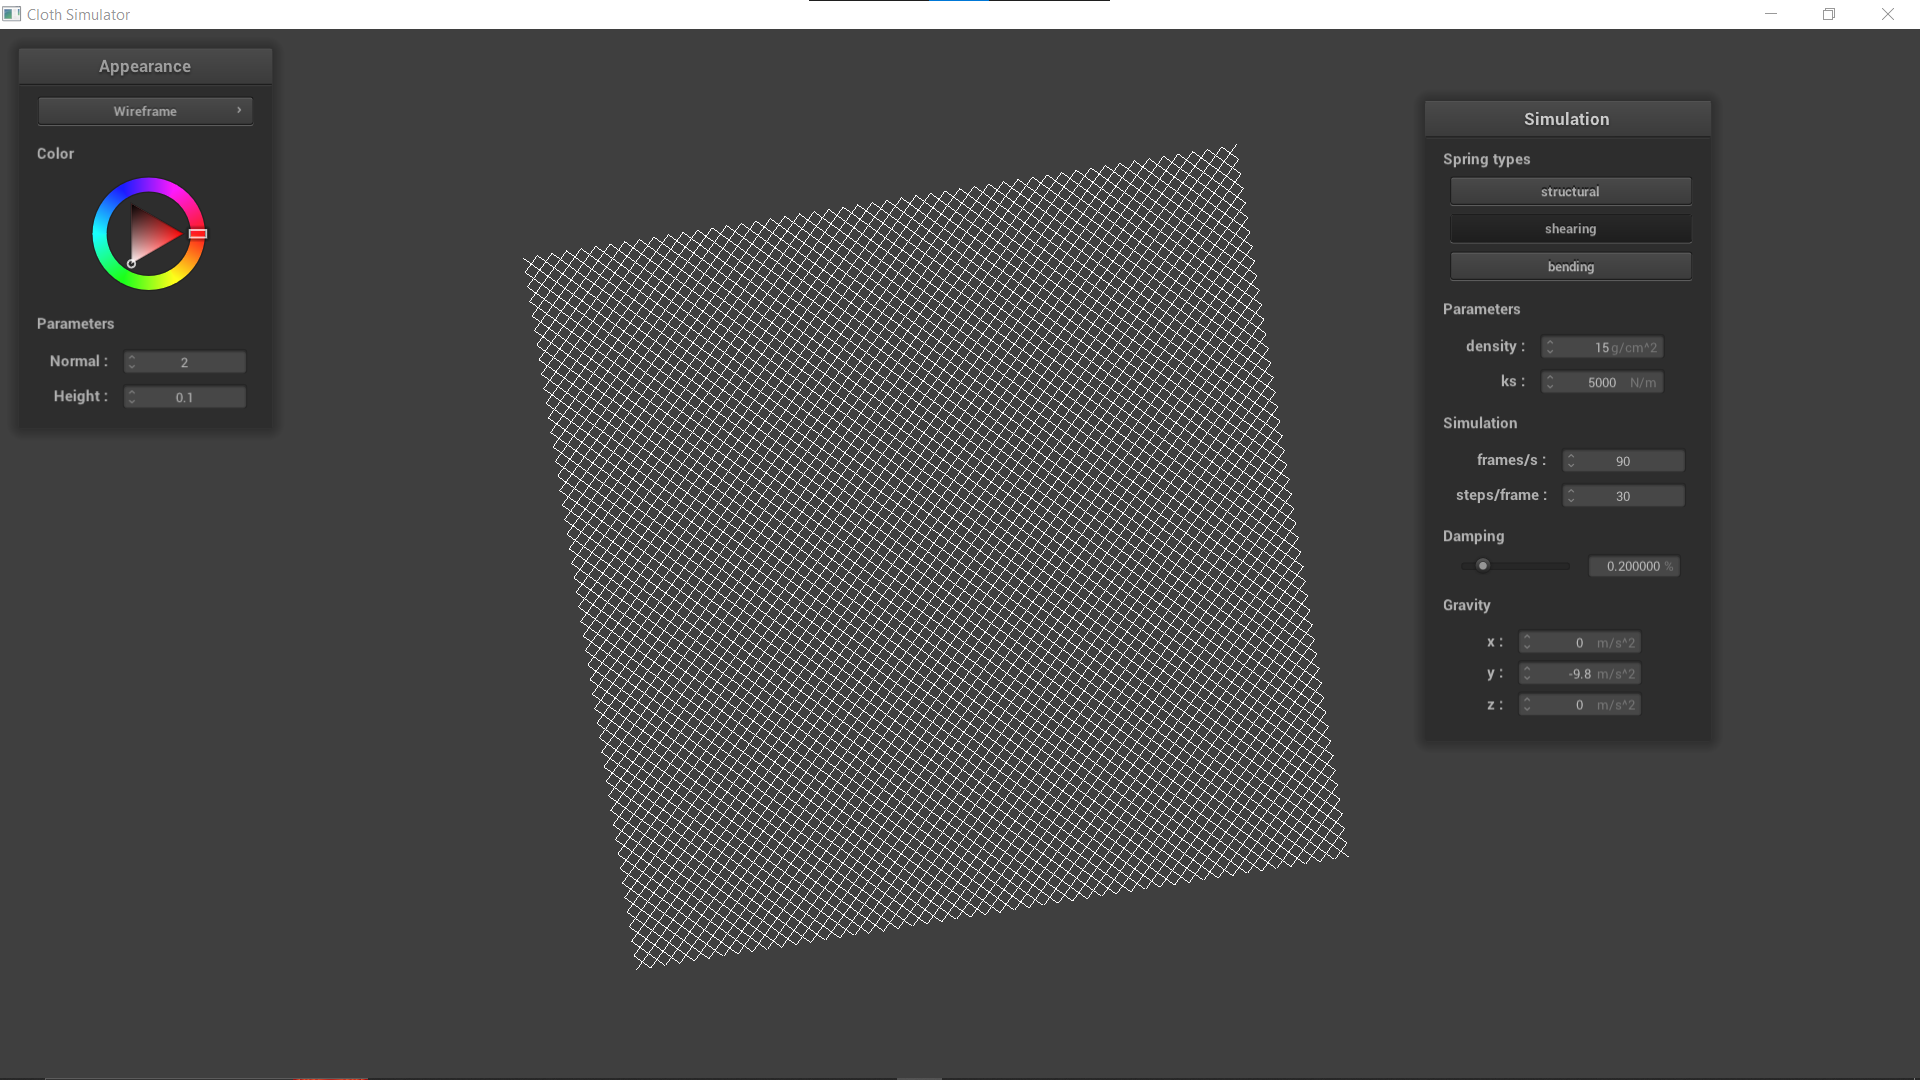 Cloth Simulator
Appearance
Wireframe
Color
Parameters
Normal : 2
Height : 0.1
Simulation
Spring types
structural
shearing
bending
Parameters
density : 15 g/cm^2
ks : 5000 N/m
Simulation
frames/s : 90
steps/frame : 30
Damping
0.200000 %
Gravity
x : 0 m/s^2
y : -9.8 m/s^2
z : 0 m/s^2